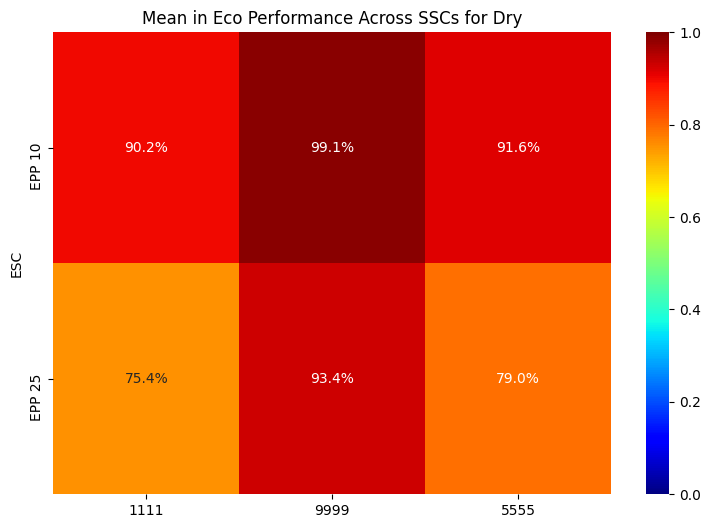 Mean in Eco Performance Across SSCs for Dry
ESC
EPP 10
90.2% 99.1% 91.6%
EPP 25
75.4% 93.4% 79.0%
1111 9999 5555
1.0
0.8
0.6
0.4
0.2
0.0